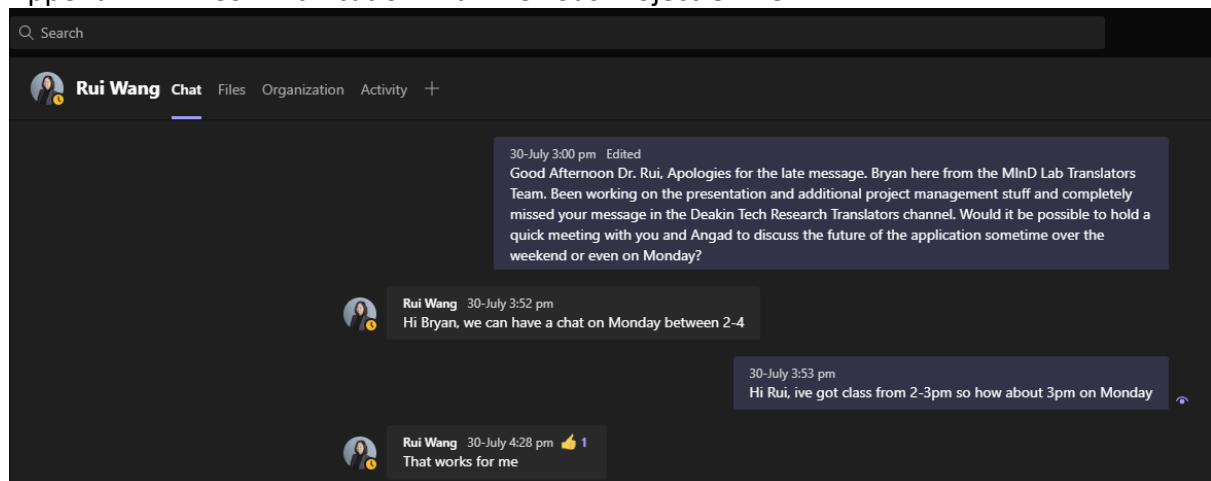 Search
Rui Wang Chat Files Organization Activity
30-July 3:00 pm Edited
Good Afternoon Dr. Rui, Apologies for the late message. Bryan here from the MInD Lab Translators
Team. Been working on the presentation and additional project management stuff and completely
missed your message in the Deakin Tech Research Translators channel. Would it be possible to hold a
quick meeting with you and Angad to discuss the future of the application sometime over the
weekend or even on Monday?
Rui Wang 30-July 3:52 pm
Hi Bryan, we can have a chat on Monday between 2-4
30-July 3:53 pm
Hi Rui, ive got class from 2-3pm so how about 3pm on Monday
Rui Wang 30-July 4:28 pm 👍 1
That works for me